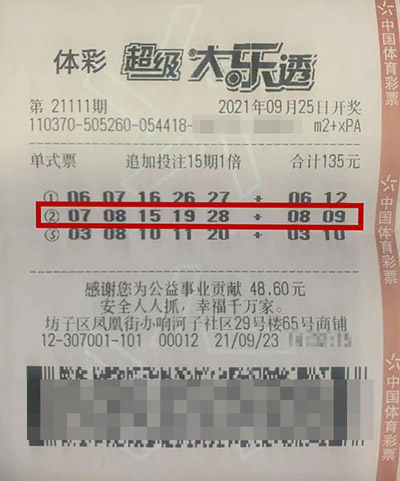 体彩 超级大乐透
第 21111期 2021年09月25日开奖
110370-505260-054418- m2+xPA
单式票 追加投注15期1倍 合计135元
① 06 07 16 26 27 + 06 12
② 07 08 15 19 28 + 08 09
③ 03 08 10 11 20 + 03 10
感谢您为公益事业贡献 48.60元
安全人人抓，幸福千万家。
坊子区凤凰街办响河子社区29号楼65号商铺
12-307001-101 00012 21/09/23
中国体育彩票
中国体育彩票